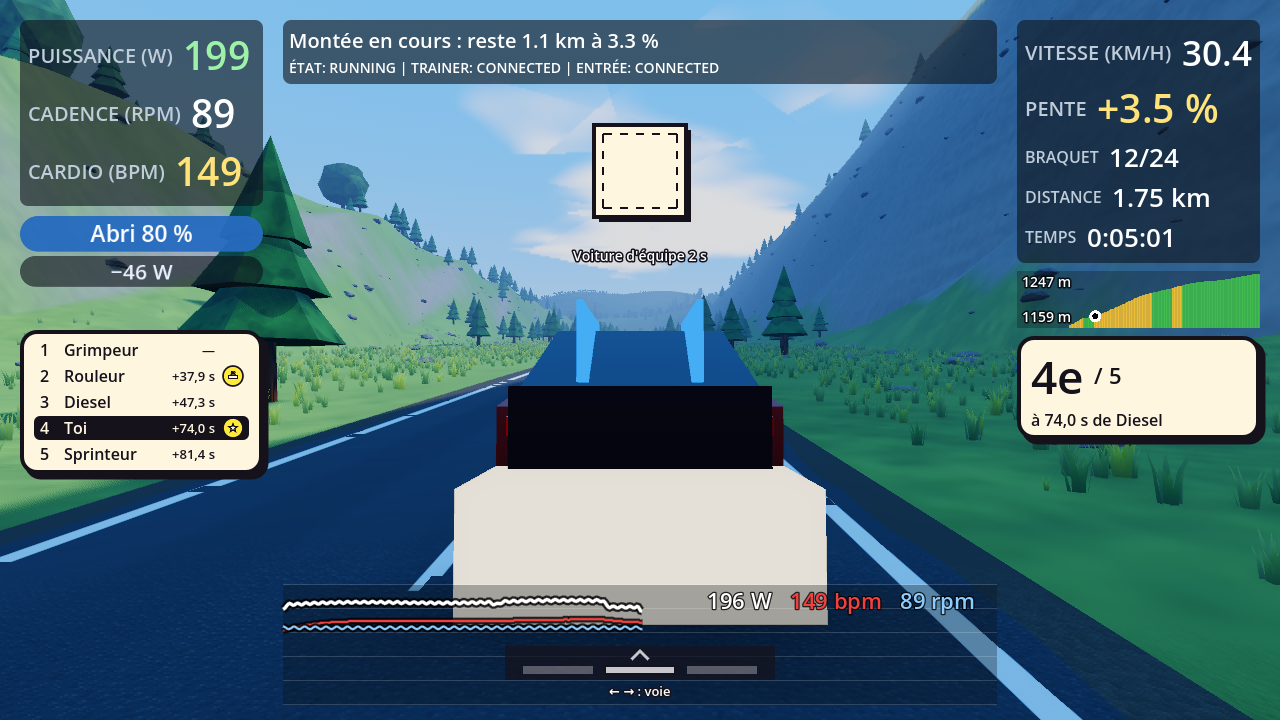 PUISSANCE (W) 199
CADENCE (RPM) 89
CARDIO (BPM) 149
Abri 80 %
−46 W
1 Grimpeur —
2 Rouleur +37,9 s
3 Diesel +47,3 s
4 Toi +74,0 s
5 Sprinteur +81,4 s
Montée en cours : reste 1.1 km à 3.3 %
ÉTAT: RUNNING | TRAINER: CONNECTED | ENTRÉE: CONNECTED
Voiture d'équipe 2 s
196 W 149 bpm 89 rpm
← → : voie
VITESSE (KM/H) 30.4
PENTE +3.5 %
BRAQUET 12/24
DISTANCE 1.75 km
TEMPS 0:05:01
1247 m
1159 m
4e / 5
à 74,0 s de Diesel